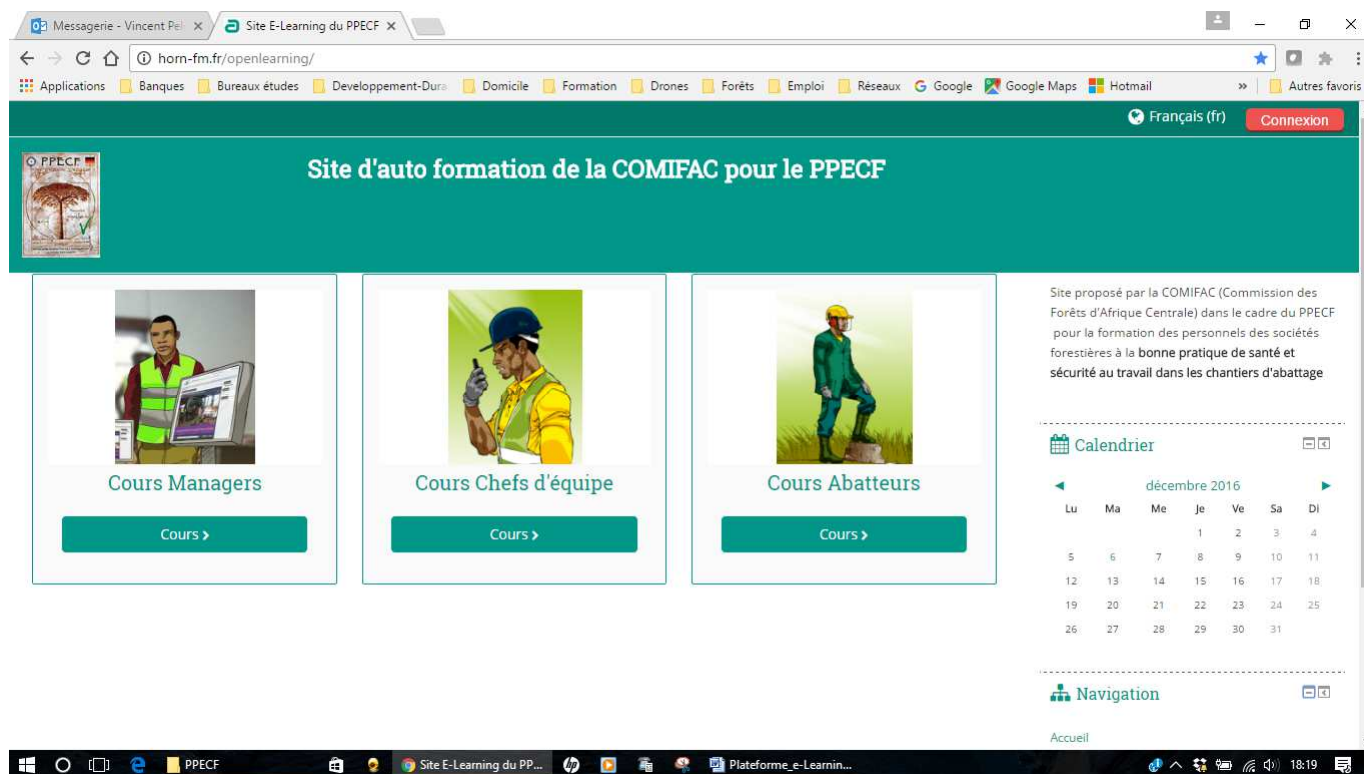 Messagerie - Vincent Pel
Site E-Learning du PPECF
horn-fm.fr/openlearning/
Applications Banques Bureaux études Developpement-Dura Domicile Formation Drones Forêts Emploi Réseaux Google Google Maps Hotmail » Autres favoris
Français (fr) Connexion
PPECF
Site d'auto formation de la COMIFAC pour le PPECF
Cours Managers
Cours >
Cours Chefs d'équipe
Cours >
Cours Abatteurs
Cours >
Site proposé par la COMIFAC (Commission des
Forêts d'Afrique Centrale) dans le cadre du PPECF
pour la formation des personnels des sociétés
forestières à la bonne pratique de santé et
sécurité au travail dans les chantiers d'abattage
Calendrier
décembre 2016
Lu Ma Me Je Ve Sa Di
1 2 3 4
5 6 7 8 9 10 11
12 13 14 15 16 17 18
19 20 21 22 23 24 25
26 27 28 29 30 31
Navigation
Accueil
PPECF Site E-Learning du PP... Plateforme_e-Learnin... 18:19